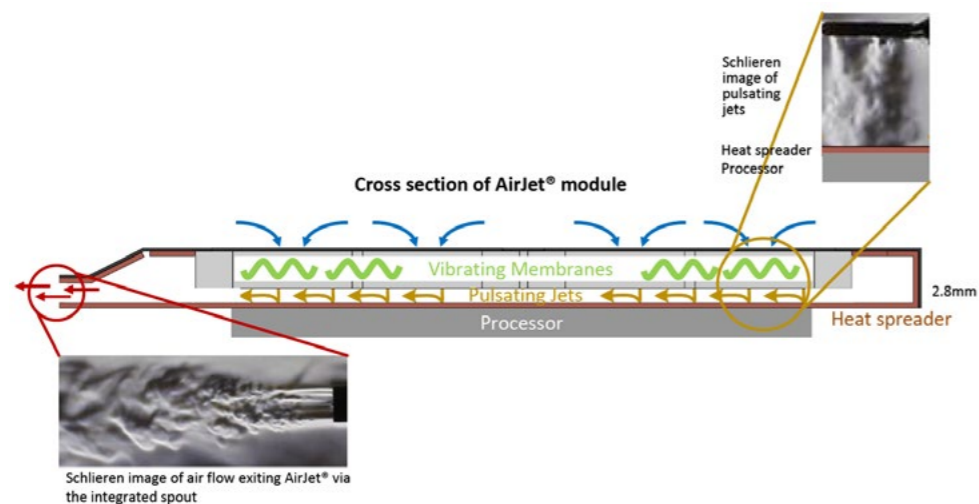 Schlieren
image of
pulsating
jets
Heat spreader
Processor
Cross section of AirJet® module
Vibrating Membranes
Pulsating Jets
Processor
2.8mm
Heat spreader
Schlieren image of air flow exiting AirJet® via
the integrated spout